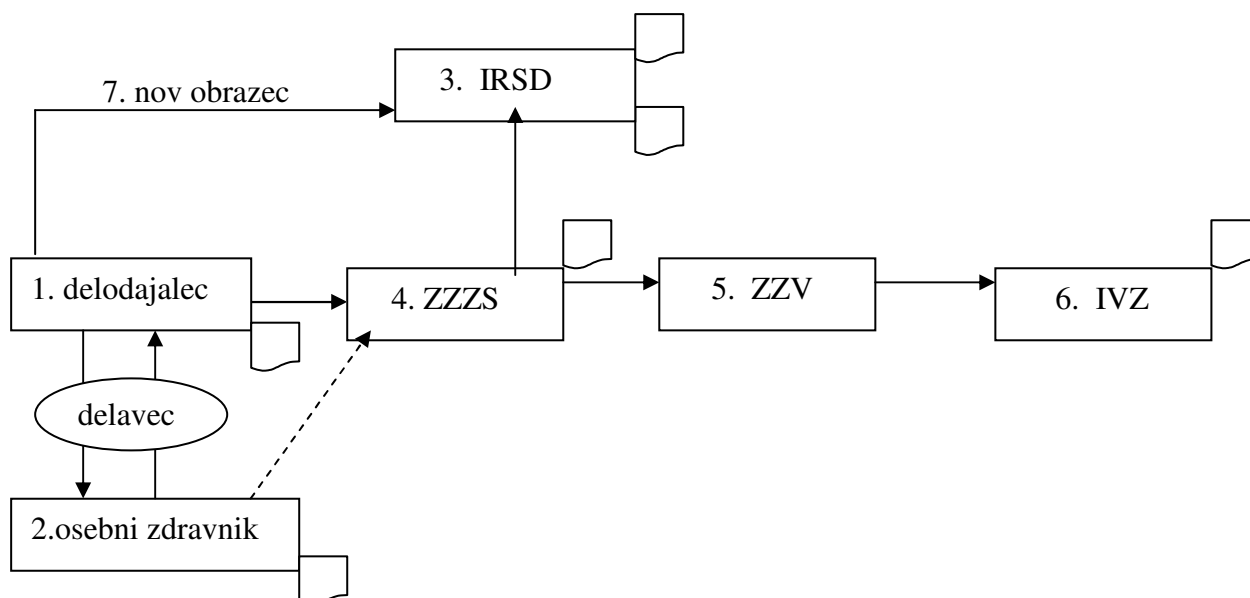 3. IRSD
7. nov obrazec
1. delodajalec
4. ZZZS
5. ZZV
6. IVZ
delavec
2.osebni zdravnik